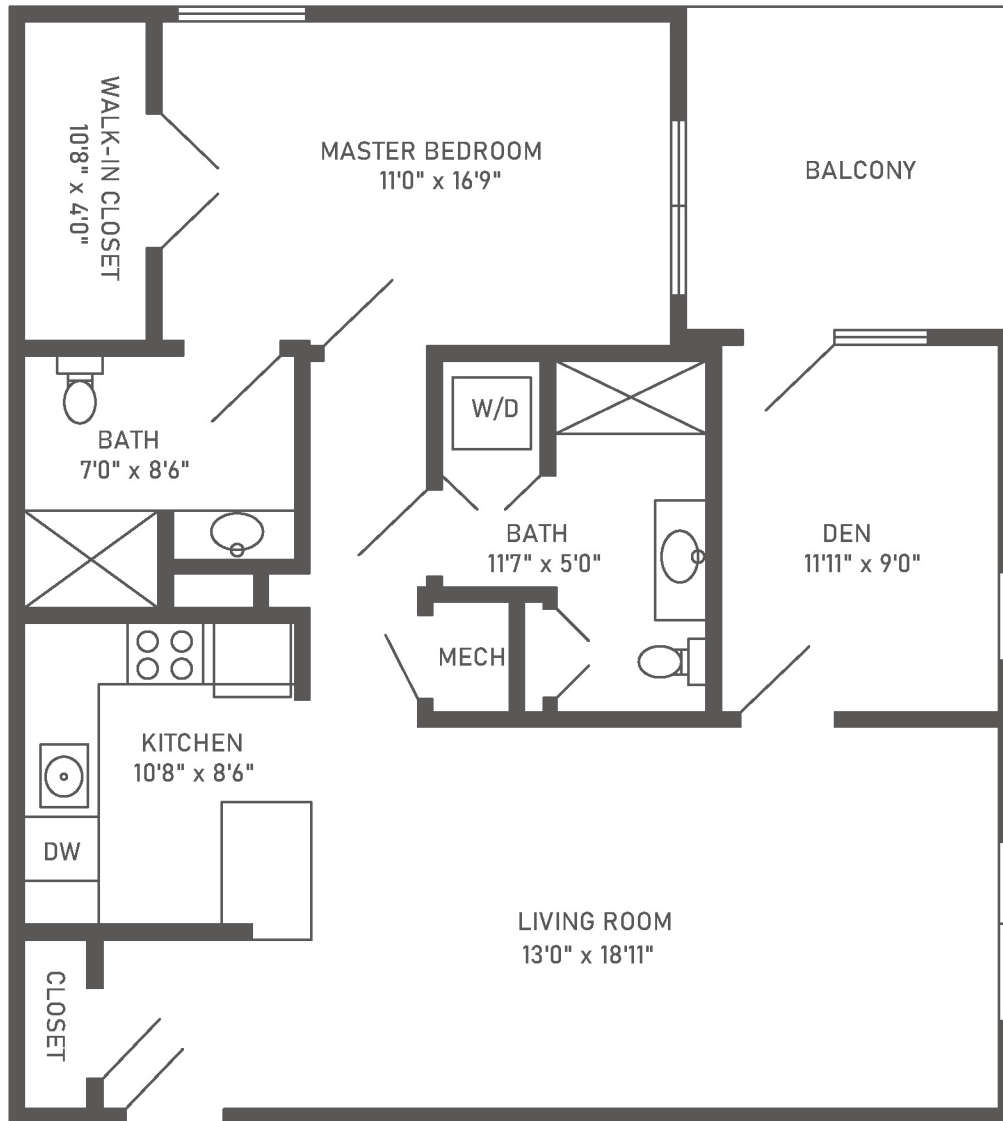 WALK-IN CLOSET
10'8" x 4'0"
MASTER BEDROOM
11'0" x 16'9"
BALCONY
BATH
7'0" x 8'6"
W/D
BATH
11'7" x 5'0"
DEN
11'11" x 9'0"
MECH
KITCHEN
10'8" x 8'6"
DW
LIVING ROOM
13'0" x 18'11"
CLOSET